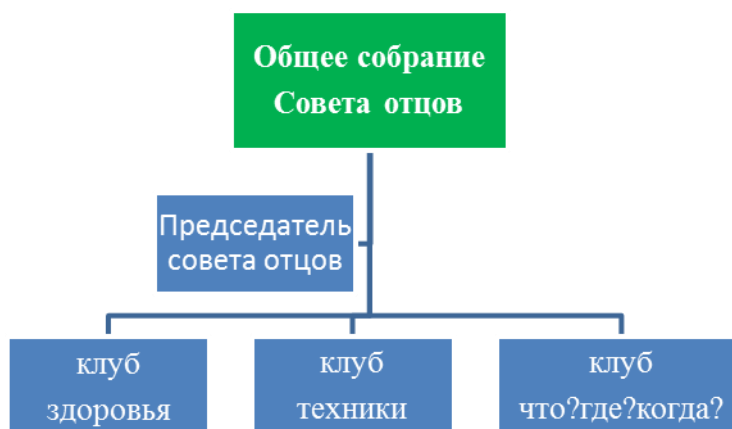 Общее собрание
Совета отцов
Председатель
совета отцов
клуб
здоровья
клуб
техники
клуб
что?где?когда?